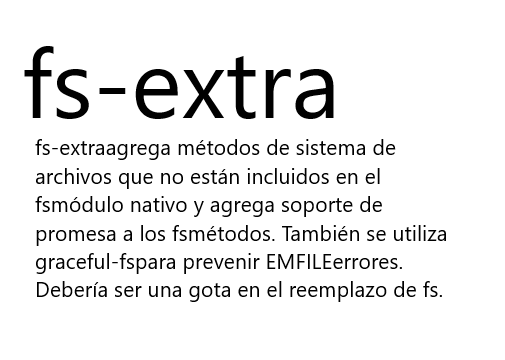 fs-extra
fs-extraagrega métodos de sistema de
archivos que no están incluidos en el
fsmódulo nativo y agrega soporte de
promesa a los fsmétodos. También se utiliza
graceful-fspara prevenir EMFILEerrores.
Debería ser una gota en el reemplazo de fs.